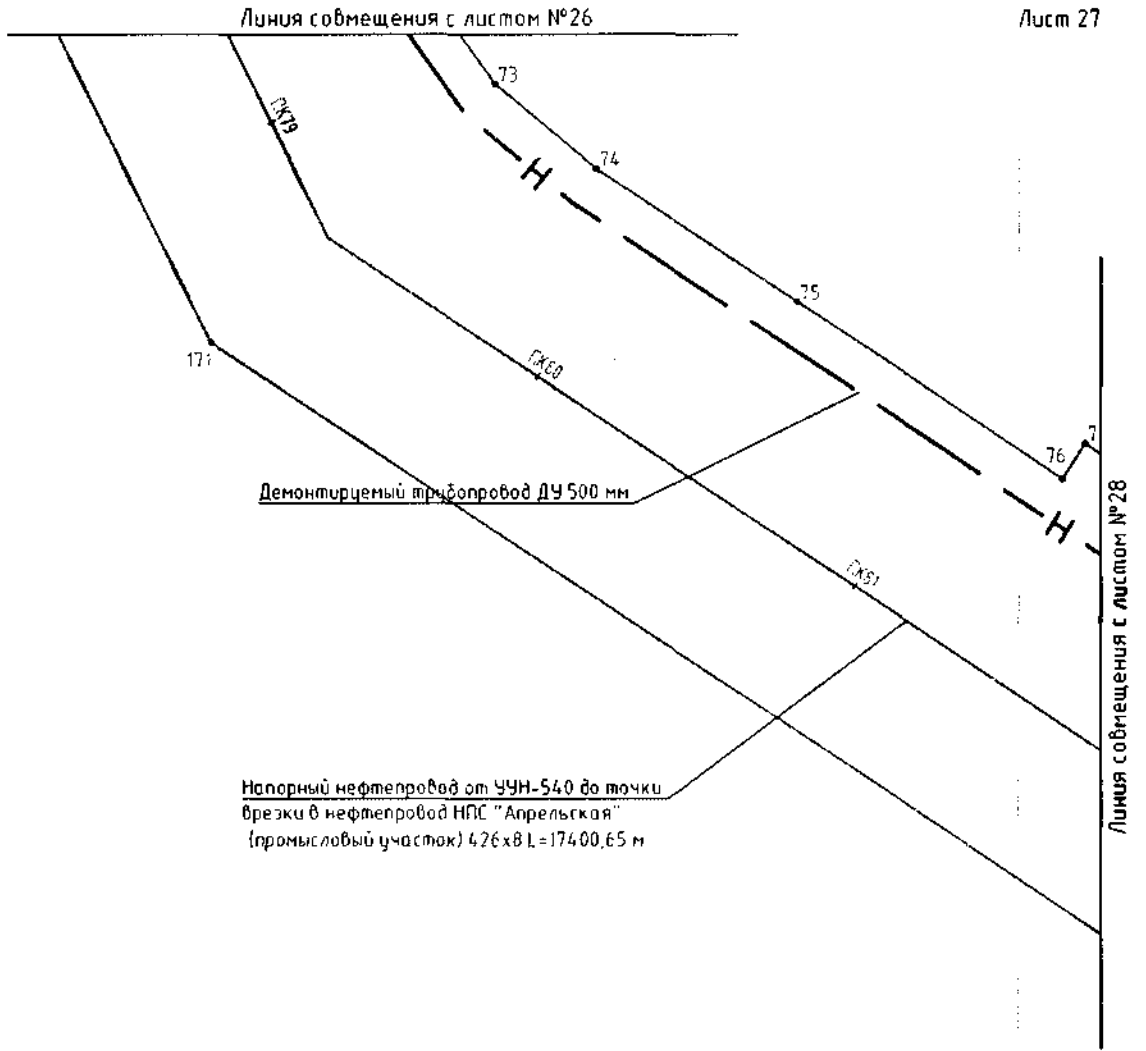 Линия совмещения с листом №26
Лист 27
73
ПК79
74
75
171
ПК80
76
7
Демонтируемый трубопровод ДУ 500 мм
ПК81
Линия совмещения с листом №28
Напорный нефтепровод от УУН-540 до точки
врезки в нефтепровод НПС "Апрельская"
(промысловый участок) 426х8 L=17400,65 м
Н
Н